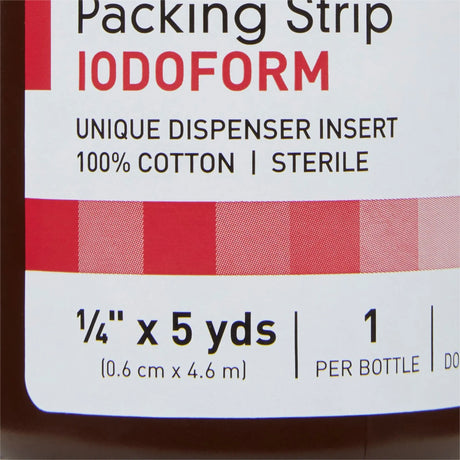 Packing Strip
IODOFORM
UNIQUE DISPENSER INSERT
100% COTTON | STERILE
¼" x 5 yds
(0.6 cm x 4.6 m)
1
PER BOTTLE